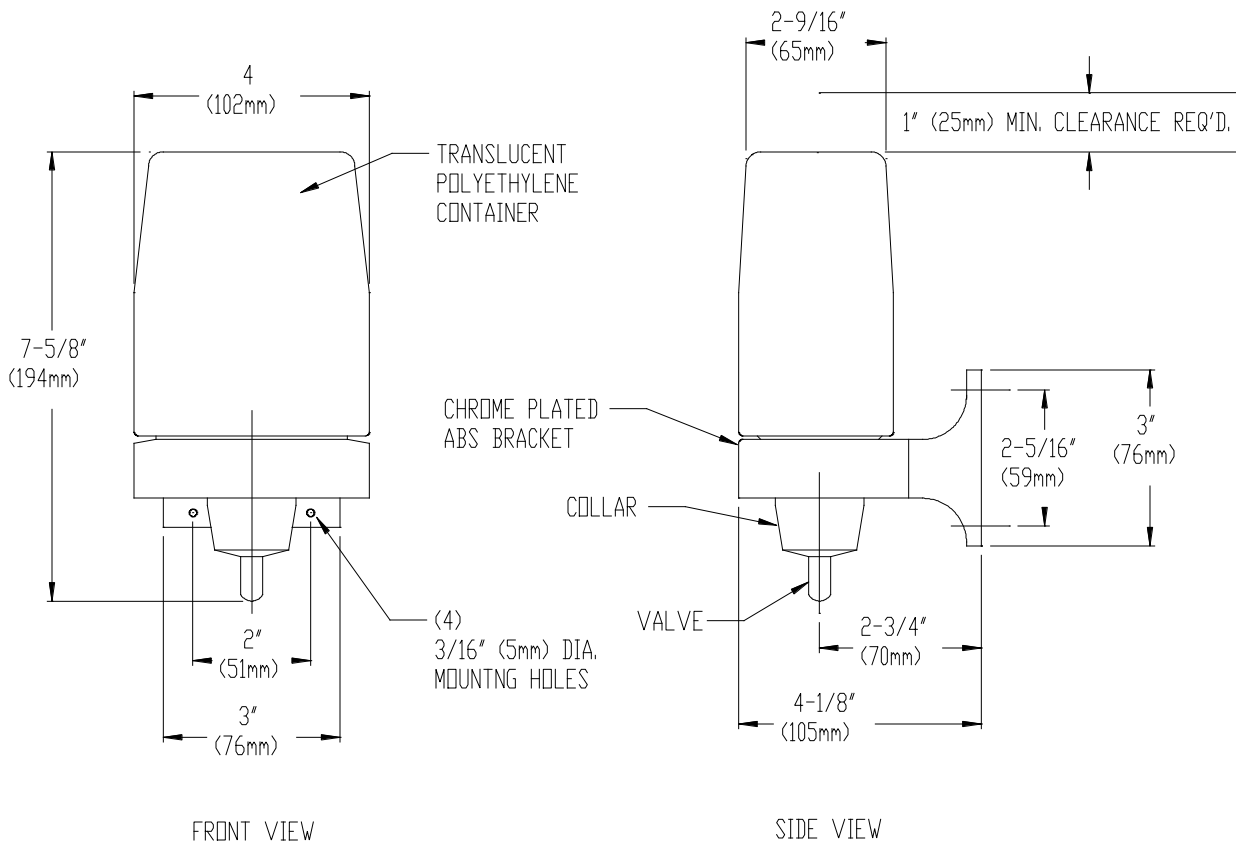 4
(102mm)
TRANSLUCENT
POLYETHYLENE
CONTAINER
7-5/8"
(194mm)
(4)
3/16" (5mm) DIA.
MOUNTNG HOLES
2"
(51mm)
3"
(76mm)
FRONT VIEW
2-9/16"
(65mm)
1" (25mm) MIN. CLEARANCE REQ'D.
CHROME PLATED
ABS BRACKET
COLLAR
VALVE
2-5/16"
(59mm)
3"
(76mm)
2-3/4"
(70mm)
4-1/8"
(105mm)
SIDE VIEW